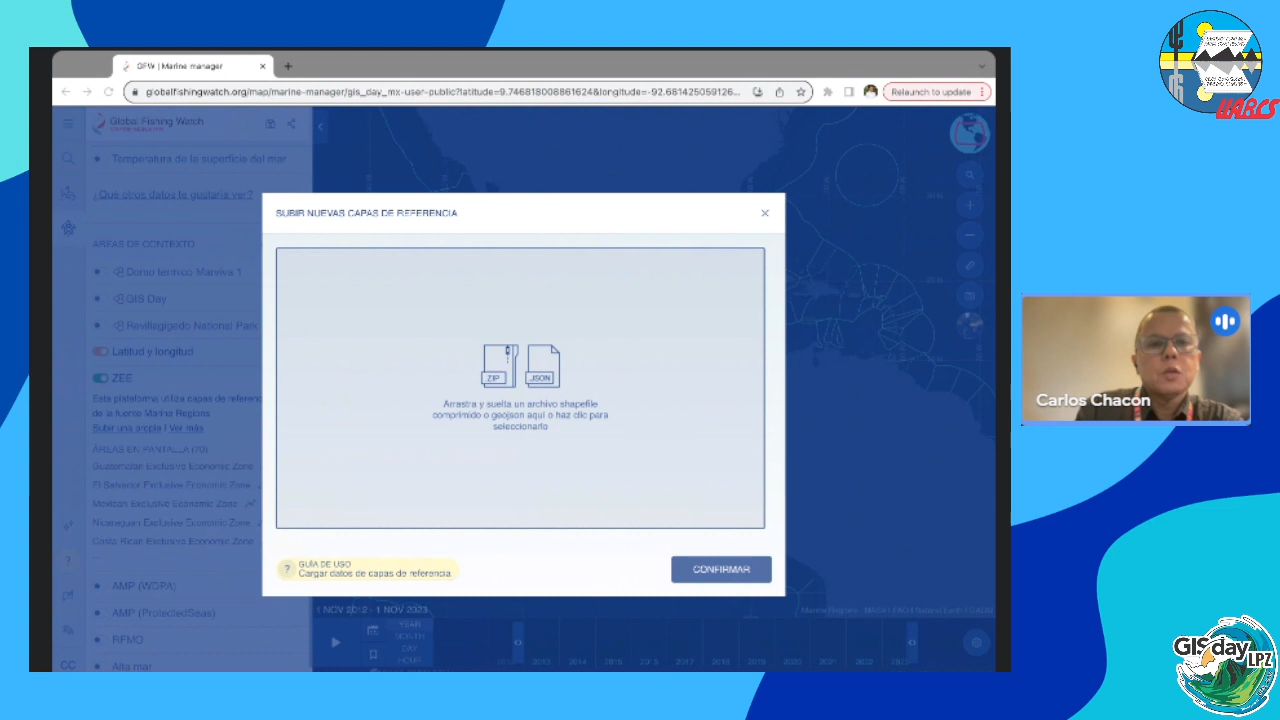 GFW | Marine manager
globalfishingwatch.org/map/marine-manager/gis_day_mx-user-public?latitude=9.746818008861624&longitude=-92.681425059126...
Relaunch to update
Global Fishing Watch
Temperatura de la superficie del mar
¿Qué otros datos te gustaría ver?
ÁREAS DE CONTEXTO
Domo termico Marviva 1
GIS Day
Revillagigedo National Park
Latitud y longitud
ZEE
Esta plataforma utiliza capas de referenc
de la fuente Marine Regions
Subir una propia | Ver más
ÁREAS EN PANTALLA (70)
Guatemalan Exclusive Economic Zone
El Salvador Exclusive Economic Zone
Mexican Exclusive Economic Zone
Nicaraguan Exclusive Economic Zone
Costa Rican Exclusive Economic Zone
...
AMP (WDPA)
AMP (ProtectedSeas)
RFMO
Alta mar
CC
SUBIR NUEVAS CAPAS DE REFERENCIA
ZIP
JSON
Arrastra y suelta un archivo shapefile
comprimido o geojson aquí o haz clic para
seleccionarlo
?
GUÍA DE USO
Cargar datos de capas de referencia
CONFIRMAR
1 NOV 2012 - 1 NOV 2023
YEAR
MONTH
DAY
HOUR
2013 2014 2015 2016 2017 2018 2019 2020 2021 2022 2023
Carlos Chacon
UABCS
GISday
LPZ